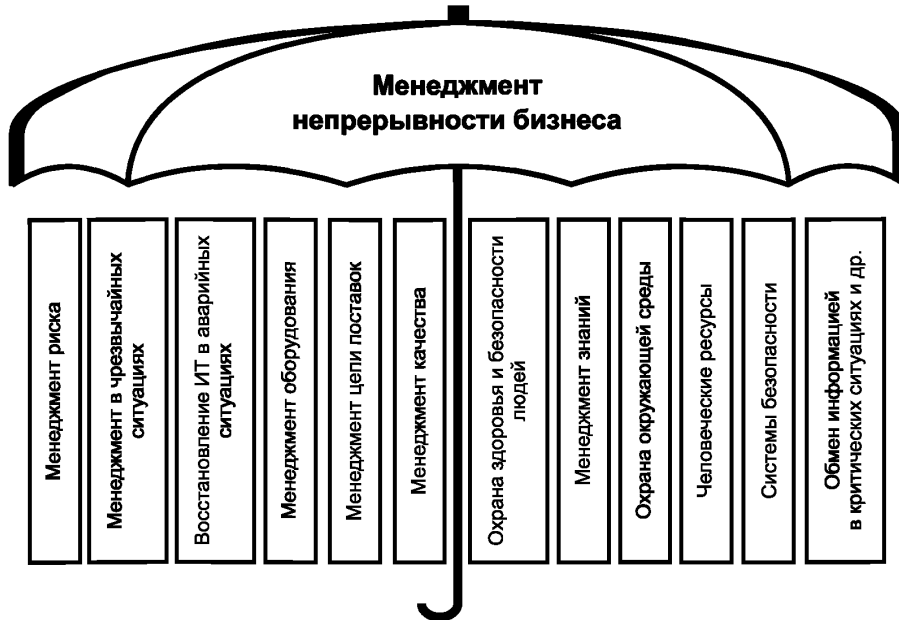 Менеджмент
непрерывности бизнеса
Менеджмент риска
Менеджмент в чрезвычайных
ситуациях
Восстановление ИТ в аварийных
ситуациях
Менеджмент оборудования
Менеджмент цепи поставок
Менеджмент качества
Охрана здоровья и безопасности
людей
Менеджмент знаний
Охрана окружающей среды
Человеческие ресурсы
Системы безопасности
Обмен информацией
в критических ситуациях и др.